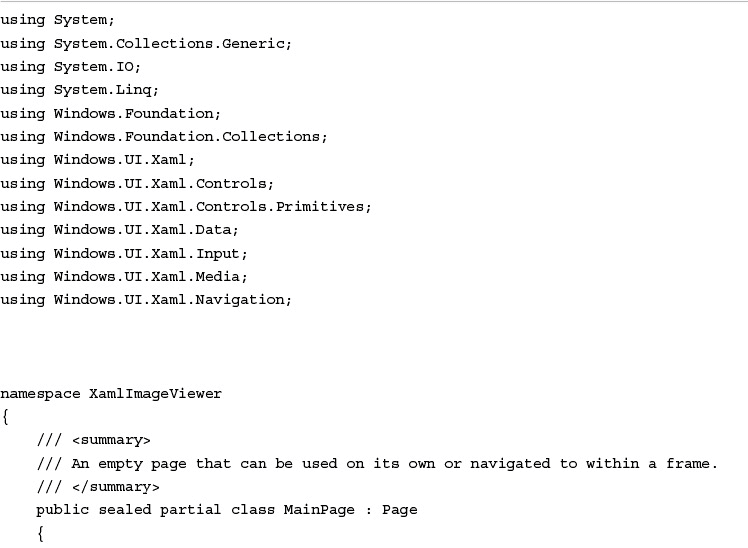 using System;
using System.Collections.Generic;
using System.IO;
using System.Linq;
using Windows.Foundation;
using Windows.Foundation.Collections;
using Windows.UI.Xaml;
using Windows.UI.Xaml.Controls;
using Windows.UI.Xaml.Controls.Primitives;
using Windows.UI.Xaml.Data;
using Windows.UI.Xaml.Input;
using Windows.UI.Xaml.Media;
using Windows.UI.Xaml.Navigation;
namespace XamlImageViewer
{
    /// <summary>
    /// An empty page that can be used on its own or navigated to within a frame.
    /// </summary>
    public sealed partial class MainPage : Page
    {